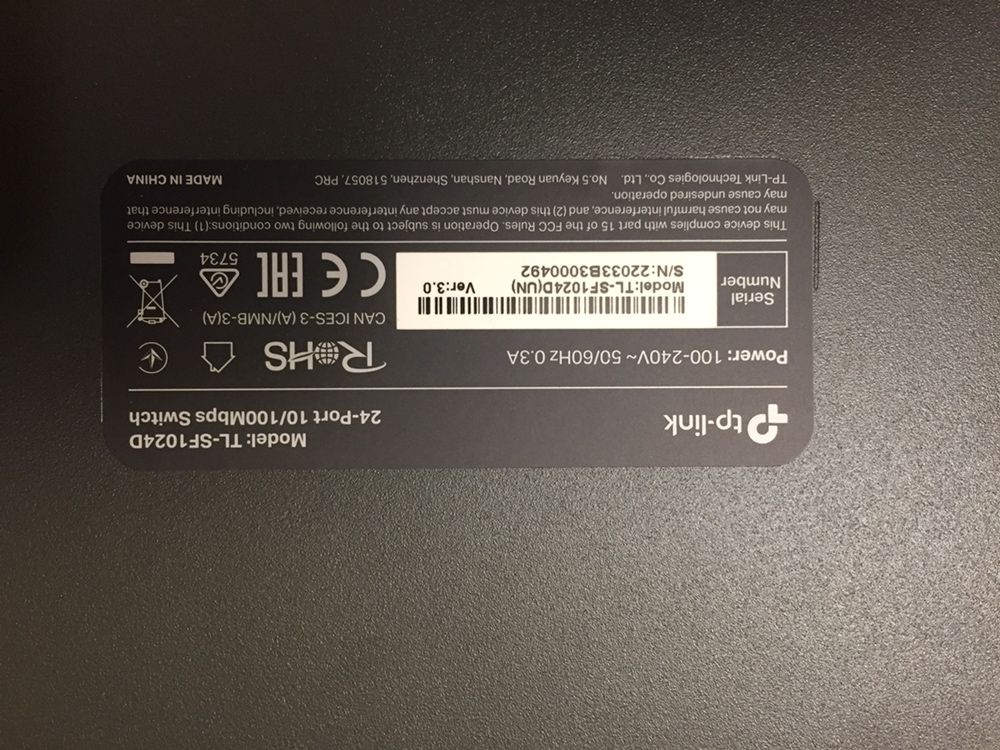 tp-link
Model: TL-SF1024D
24-Port 10/100Mbps Switch
Power: 100-240V~ 50/60Hz 0.3A
RoHS
CAN ICES-3 (A)/NMB-3(A)
Serial
Number
Model:TL-SF1024D(UN) Ver:3.0
S/N:22033B3000492
CE EAC
5734
This device complies with part 15 of the FCC Rules. Operation is subject to the following two conditions:(1) This device
may not cause harmful interference, and (2) this device must accept any interference received, including interference that
may cause undesired operation.
TP-Link Technologies Co., Ltd. No.5 Keyuan Road, Nanshan, Shenzhen, 518057, PRC MADE IN CHINA